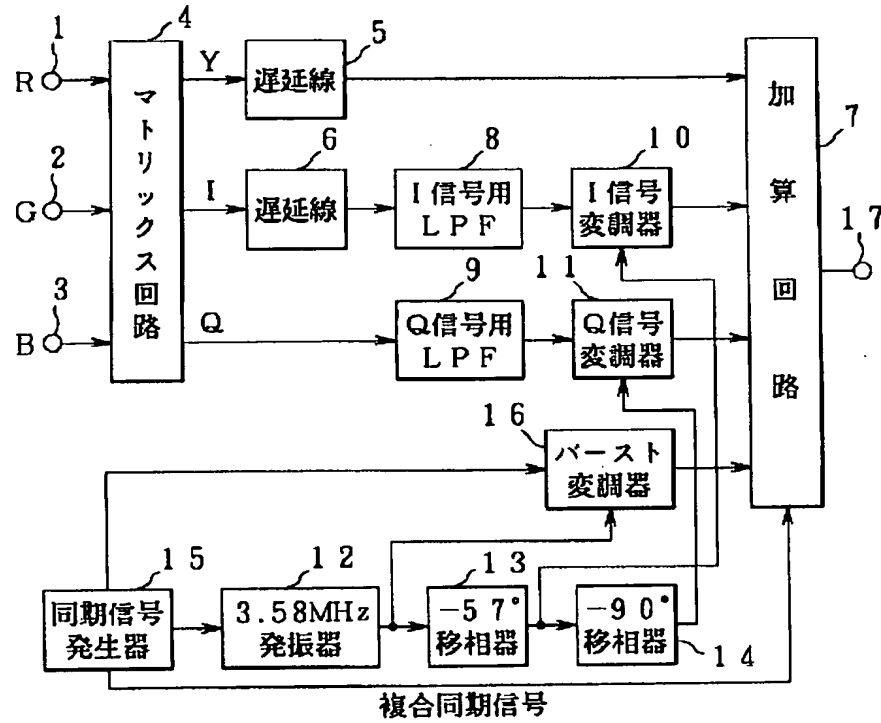 1
R
2
G
3
B
4
マトリックス回路
Y
I
Q
5
遅延線
6
遅延線
8
I信号用
LPF
9
Q信号用
LPF
10
I信号
変調器
11
Q信号
変調器
16
バースト
変調器
加算回路
7
17
15
同期信号
発生器
12
3.58MHz
発振器
13
-57°
移相器
-90°
移相器
14
複合同期信号